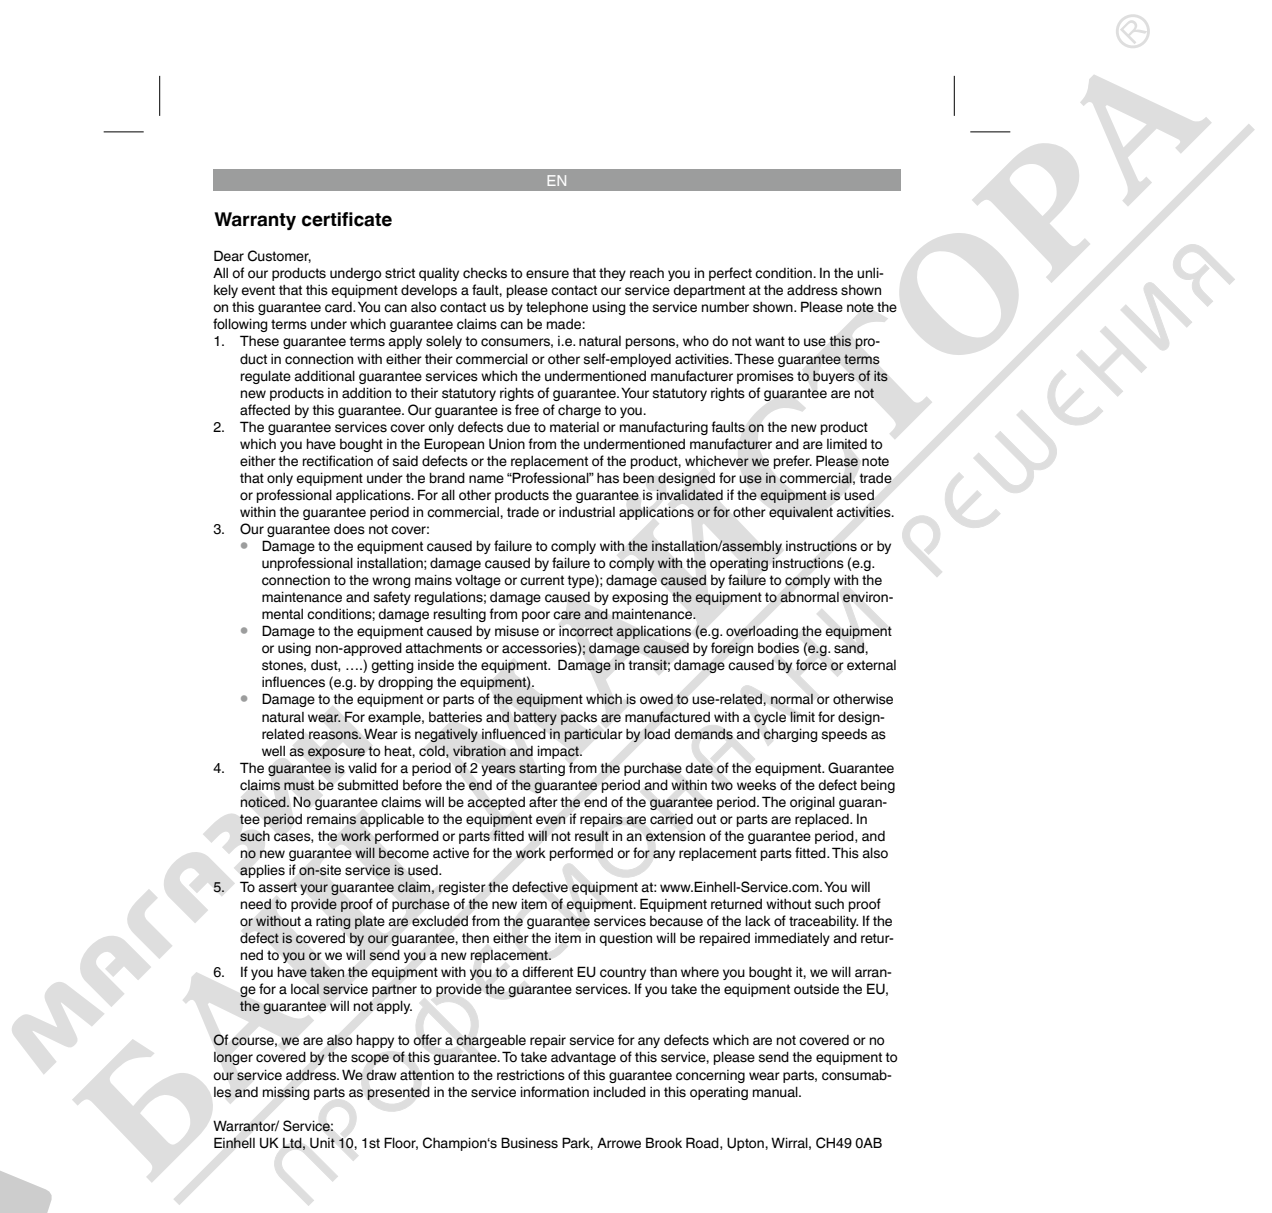 ®
EN
Warranty certificate
Dear Customer,
All of our products undergo strict quality checks to ensure that they reach you in perfect condition. In the unli-
kely event that this equipment develops a fault, please contact our service department at the address shown
on this guarantee card. You can also contact us by telephone using the service number shown. Please note the
following terms under which guarantee claims can be made:
1. These guarantee terms apply solely to consumers, i.e. natural persons, who do not want to use this pro-
duct in connection with either their commercial or other self-employed activities. These guarantee terms
regulate additional guarantee services which the undermentioned manufacturer promises to buyers of its
new products in addition to their statutory rights of guarantee. Your statutory rights of guarantee are not
affected by this guarantee. Our guarantee is free of charge to you.
2. The guarantee services cover only defects due to material or manufacturing faults on the new product
which you have bought in the European Union from the undermentioned manufacturer and are limited to
either the rectification of said defects or the replacement of the product, whichever we prefer. Please note
that only equipment under the brand name “Professional” has been designed for use in commercial, trade
or professional applications. For all other products the guarantee is invalidated if the equipment is used
within the guarantee period in commercial, trade or industrial applications or for other equivalent activities.
3. Our guarantee does not cover:
• Damage to the equipment caused by failure to comply with the installation/assembly instructions or by
unprofessional installation; damage caused by failure to comply with the operating instructions (e.g.
connection to the wrong mains voltage or current type); damage caused by failure to comply with the
maintenance and safety regulations; damage caused by exposing the equipment to abnormal environ-
mental conditions; damage resulting from poor care and maintenance.
• Damage to the equipment caused by misuse or incorrect applications (e.g. overloading the equipment
or using non-approved attachments or accessories); damage caused by foreign bodies (e.g. sand,
stones, dust, ….) getting inside the equipment.  Damage in transit; damage caused by force or external
influences (e.g. by dropping the equipment).
• Damage to the equipment or parts of the equipment which is owed to use-related, normal or otherwise
natural wear. For example, batteries and battery packs are manufactured with a cycle limit for design-
related reasons. Wear is negatively influenced in particular by load demands and charging speeds as
well as exposure to heat, cold, vibration and impact.
4. The guarantee is valid for a period of 2 years starting from the purchase date of the equipment. Guarantee
claims must be submitted before the end of the guarantee period and within two weeks of the defect being
noticed. No guarantee claims will be accepted after the end of the guarantee period. The original guaran-
tee period remains applicable to the equipment even if repairs are carried out or parts are replaced. In
such cases, the work performed or parts fitted will not result in an extension of the guarantee period, and
no new guarantee will become active for the work performed or for any replacement parts fitted. This also
applies if on-site service is used.
5. To assert your guarantee claim, register the defective equipment at: www.Einhell-Service.com. You will
need to provide proof of purchase of the new item of equipment. Equipment returned without such proof
or without a rating plate are excluded from the guarantee services because of the lack of traceability. If the
defect is covered by our guarantee, then either the item in question will be repaired immediately and retur-
ned to you or we will send you a new replacement.
6. If you have taken the equipment with you to a different EU country than where you bought it, we will arran-
ge for a local service partner to provide the guarantee services. If you take the equipment outside the EU,
the guarantee will not apply.
Of course, we are also happy to offer a chargeable repair service for any defects which are not covered or no
longer covered by the scope of this guarantee. To take advantage of this service, please send the equipment to
our service address. We draw attention to the restrictions of this guarantee concerning wear parts, consumab-
les and missing parts as presented in the service information included in this operating manual.
Warrantor/ Service:
Einhell UK Ltd, Unit 10, 1st Floor, Champion‘s Business Park, Arrowe Brook Road, Upton, Wirral, CH49 0AB
МАГАЗИН
БАШ МАЙСТОРА
ПРОФЕСИОНАЛНИ РЕШЕНИЯ